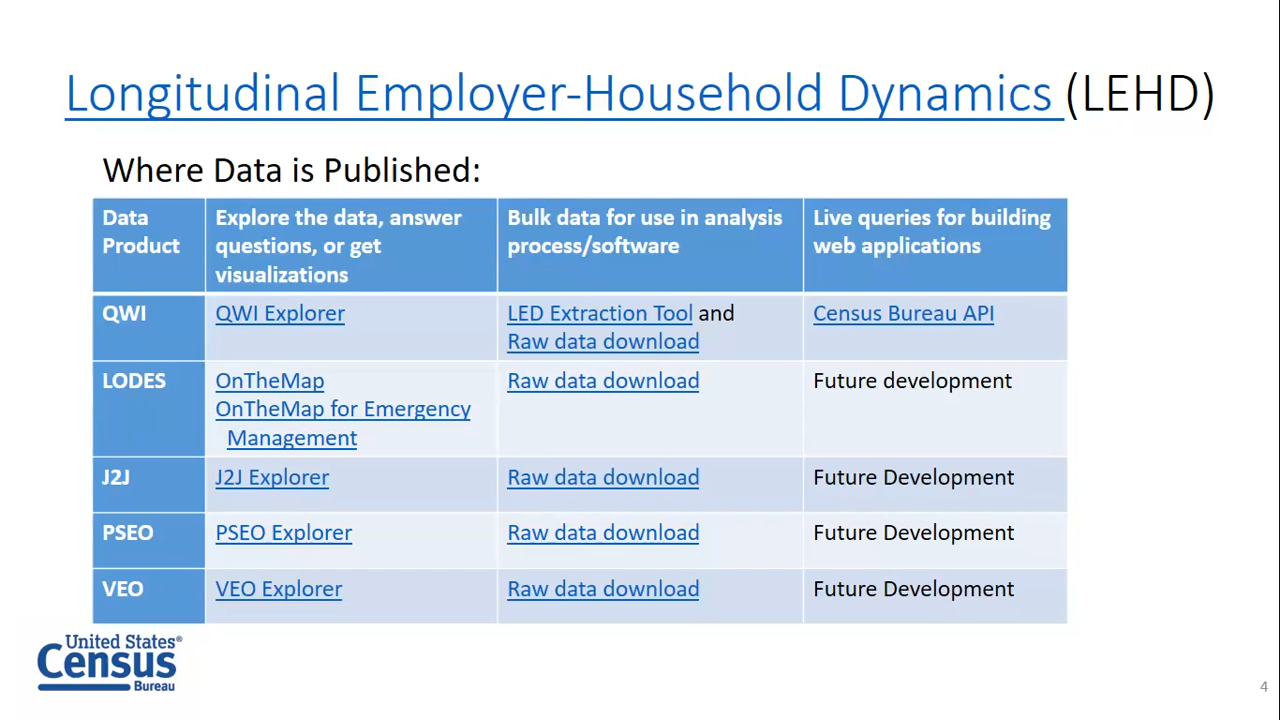 Longitudinal Employer-Household Dynamics (LEHD)
Where Data is Published:
Data
Product
Explore the data, answer
questions, or get
visualizations
Bulk data for use in analysis
process/software
Live queries for building
web applications
QWI
QWI Explorer
LED Extraction Tool and
Raw data download
Census Bureau API
LODES
OnTheMap
OnTheMap for Emergency
Management
Raw data download
Future development
J2J
J2J Explorer
Raw data download
Future Development
PSEO
PSEO Explorer
Raw data download
Future Development
VEO
VEO Explorer
Raw data download
Future Development
United States®
Census
Bureau
4